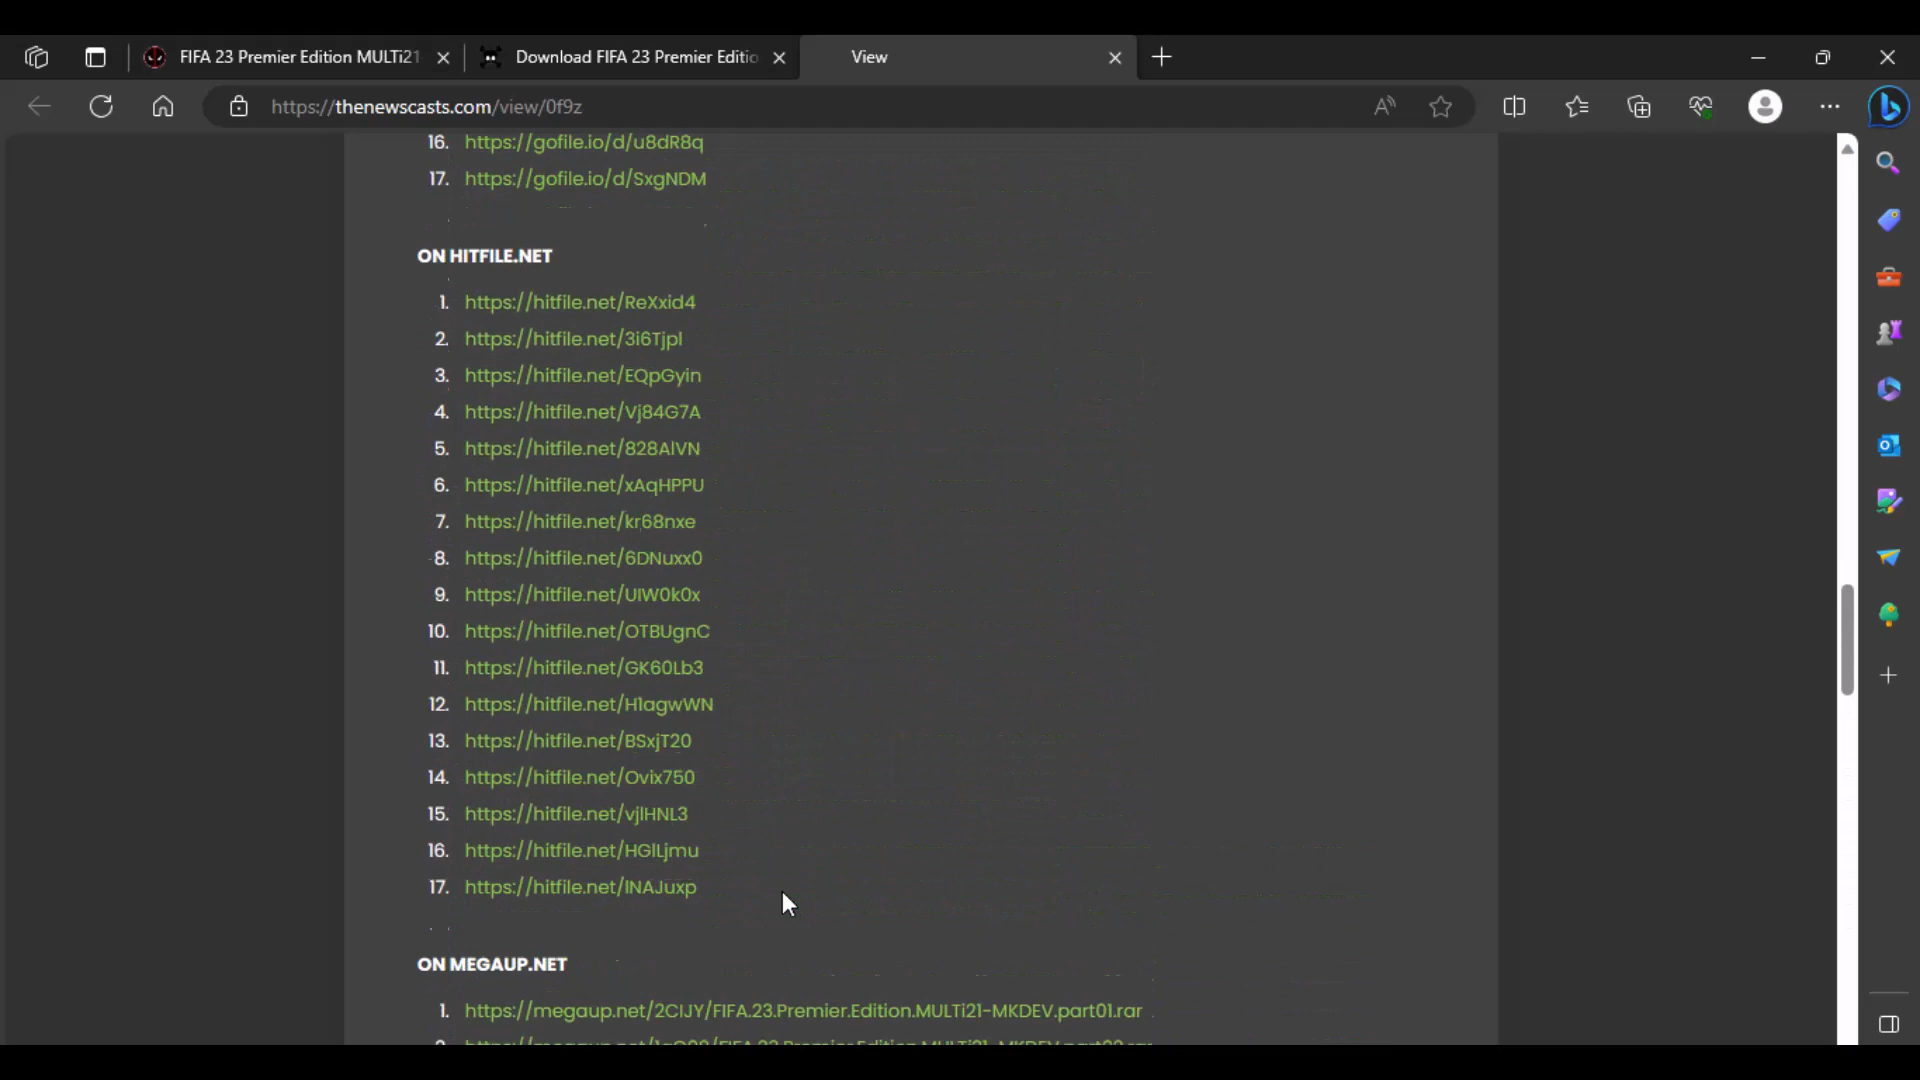 FIFA 23 Premier Edition MULTi21
Download FIFA 23 Premier Editio
View
https://thenewscasts.com/view/0f9z
16. https://gofile.io/d/u8dR8q
17. https://gofile.io/d/SxgNDM
ON HITFILE.NET
1. https://hitfile.net/ReXxid4
2. https://hitfile.net/3i6Tjpl
3. https://hitfile.net/EQpGyin
4. https://hitfile.net/Vj84G7A
5. https://hitfile.net/828AlVN
6. https://hitfile.net/xAqHPPU
7. https://hitfile.net/kr68nxe
8. https://hitfile.net/6DNuxx0
9. https://hitfile.net/UIW0k0x
10. https://hitfile.net/OTBUgnC
11. https://hitfile.net/GK60Lb3
12. https://hitfile.net/H1agwWN
13. https://hitfile.net/BSxjT20
14. https://hitfile.net/Ovix750
15. https://hitfile.net/vjlHNL3
16. https://hitfile.net/HGlLjmu
17. https://hitfile.net/INAJuxp
ON MEGAUP.NET
1. https://megaup.net/2CIJY/FIFA.23.Premier.Edition.MULTi21-MKDEV.part01.rar